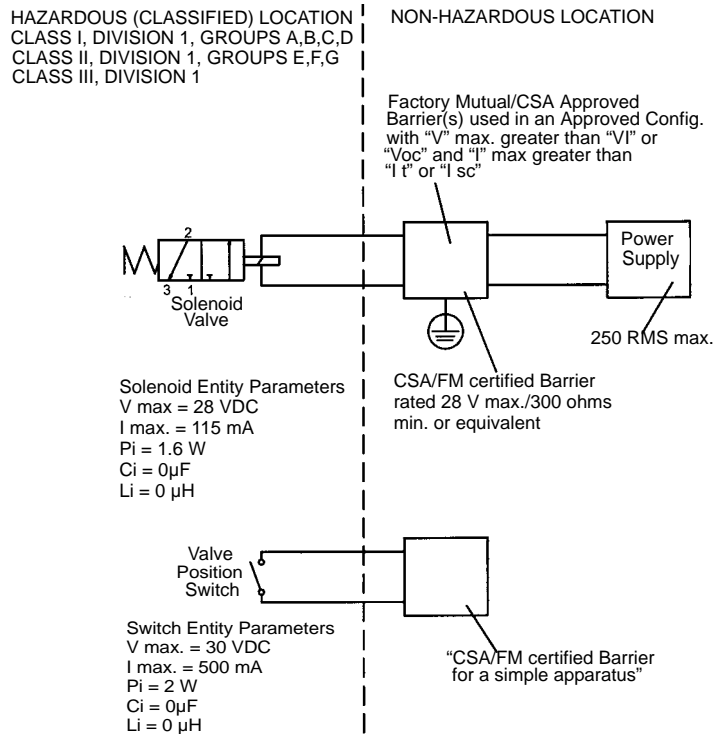 HAZARDOUS (CLASSIFIED) LOCATION
CLASS I, DIVISION 1, GROUPS A,B,C,D
CLASS II, DIVISION 1, GROUPS E,F,G
CLASS III, DIVISION 1
NON-HAZARDOUS LOCATION
Factory Mutual/CSA Approved
Barrier(s) used in an Approved Config.
with “V” max. greater than “VI” or
“Voc” and “I” max greater than
“I t” or “I sc”
2
3 1
Solenoid
Valve
Power
Supply
250 RMS max.
Solenoid Entity Parameters
V max = 28 VDC
I max. = 115 mA
Pi = 1.6 W
Ci = 0µF
Li = 0 µH
CSA/FM certified Barrier
rated 28 V max./300 ohms
min. or equivalent
Valve
Position
Switch
Switch Entity Parameters
V max. = 30 VDC
I max. = 500 mA
Pi = 2 W
Ci = 0µF
Li = 0 µH
“CSA/FM certified Barrier
for a simple apparatus”